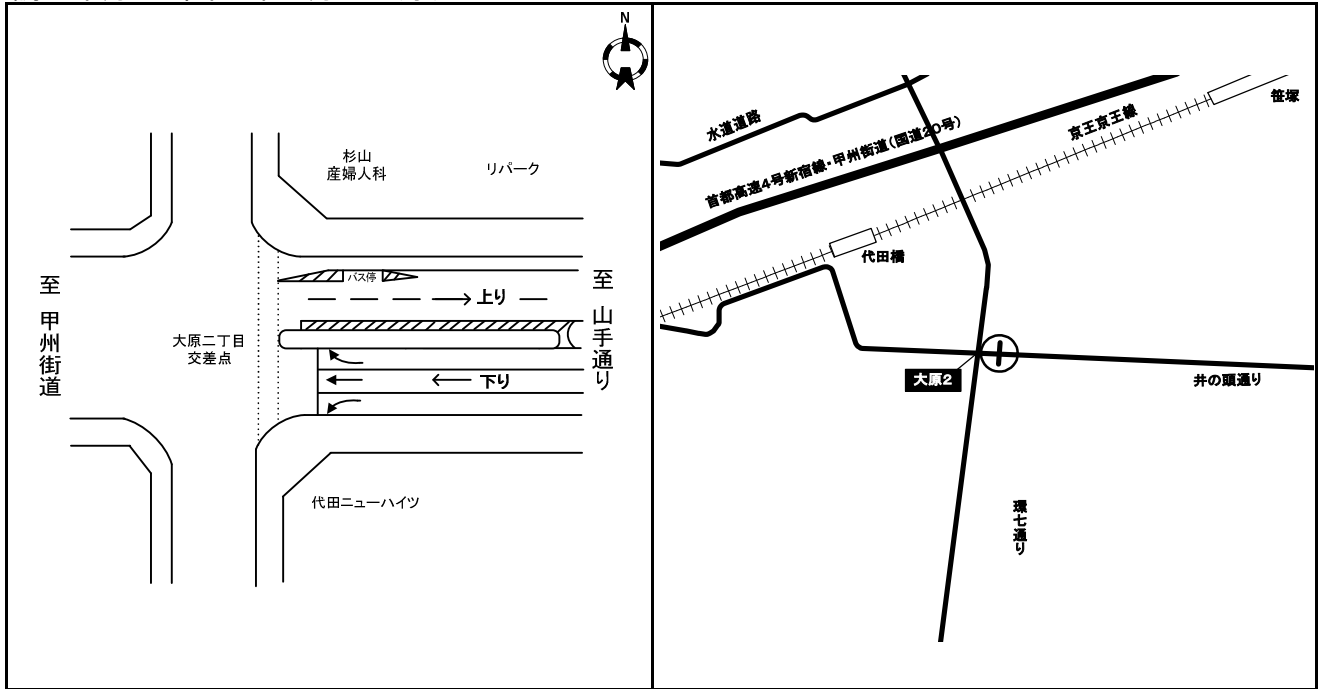 N
杉山
産婦人科
リパーク
至 甲州街道
バス停
上り
至 山手通り
大原二丁目
交差点
下り
代田ニューハイツ
水道道路
首都高速4号新宿線・甲州街道(国道20号)
京王京王線
笹塚
代田橋
大原2
井の頭通り
環七通り